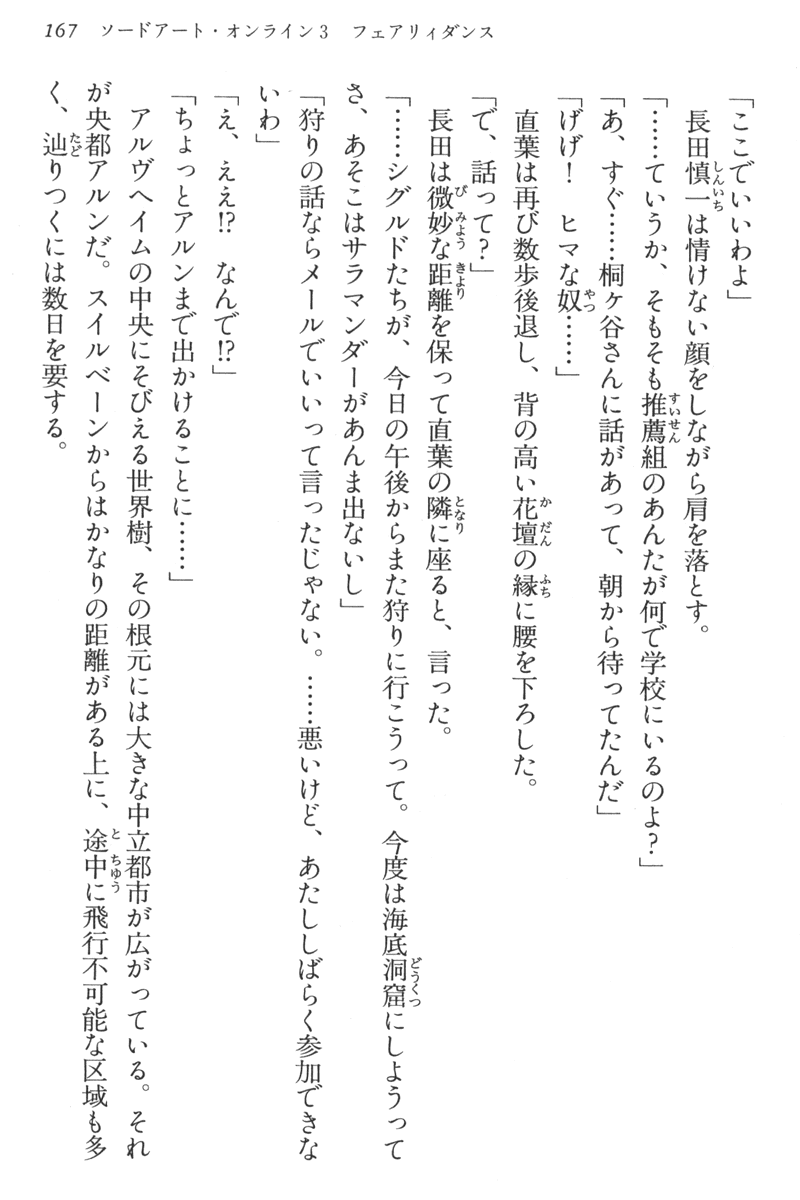 167　ソードアート・オンライン3　フェアリィダンス
「ここでいいわよ」
　長田慎一は情けない顔をしながら肩を落とす。
「……ていうか、そもそも推薦組のあんたが何で学校にいるのよ?」
「あ、すぐ……桐ヶ谷さんに話があって、朝から待ってたんだ」
「げげ!　ヒマな奴……」
　直葉は再び数歩後退し、背の高い花壇の縁に腰を下ろした。
「で、話って?」
　長田は微妙な距離を保って直葉の隣に座ると、言った。
「……シグルドたちが、今日の午後からまた狩りに行こうって。今度は海底洞窟にしようって
さ、あそこはサラマンダーがあんま出ないし」
「狩りの話ならメールでいいって言ったじゃない。……悪いけど、あたししばらく参加できな
いわ」
「え、ええ!?　なんで!?」
「ちょっとアルンまで出かけることに……」
　アルヴヘイムの中央にそびえる世界樹、その根元には大きな中立都市が広がっている。それ
が央都アルンだ。スイルベーンからはかなりの距離がある上に、途中に飛行不可能な区域も多
く、辿りつくには数日を要する。